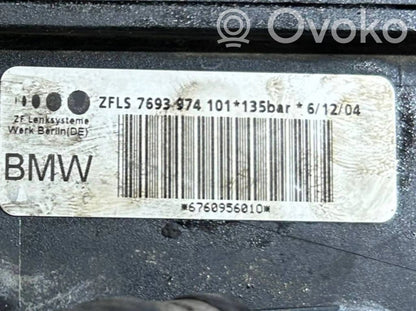 Ovoko
ZFLS 7693 974 101*135bar * 6/12/04
ZF Lenksysteme
Werk Berlin(DE)
BMW
*6760956010*